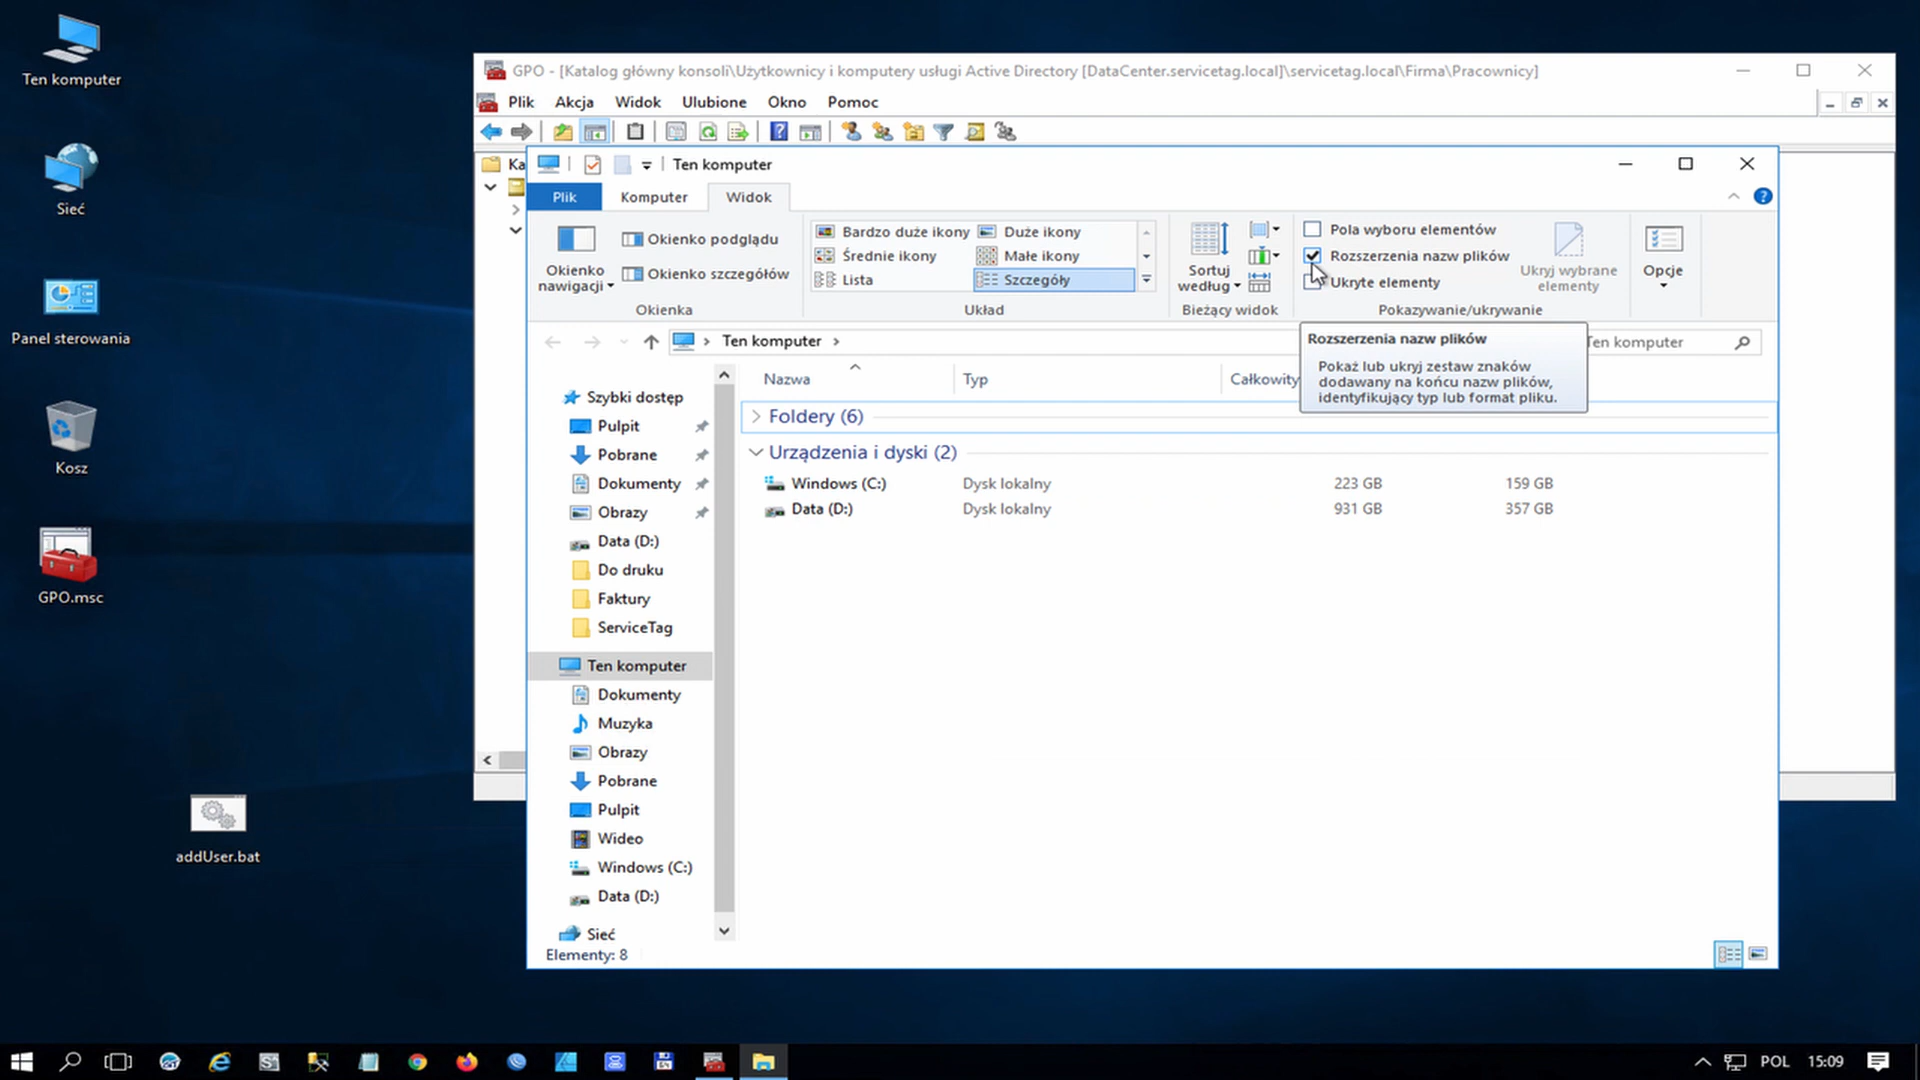 Ten komputer
Sieć
Panel sterowania
Kosz
GPO.msc
addUser.bat
GPO - [Katalog główny konsoli\Użytkownicy i komputery usługi Active Directory [DataCenter.servicetag.local]\servicetag.local\Firma\Pracownicy]
Plik Akcja Widok Ulubione Okno Pomoc
Ka
Ten komputer
Plik Komputer Widok
Okienko nawigacji
Okienko podglądu
Okienko szczegółów
Okienka
Bardzo duże ikony Duże ikony
Średnie ikony Małe ikony
Lista Szczegóły
Układ
Sortuj według
Bieżący widok
Pola wyboru elementów
Rozszerzenia nazw plików
Ukryte elementy
Ukryj wybrane elementy
Pokazywanie/ukrywanie
Opcje
Ten komputer
Ten komputer
Rozszerzenia nazw plików
Pokaż lub ukryj zestaw znaków
dodawany na końcu nazw plików,
identyfikujący typ lub format pliku.
Nazwa Typ Całkowity
Foldery (6)
Urządzenia i dyski (2)
Windows (C:) Dysk lokalny 223 GB 159 GB
Data (D:) Dysk lokalny 931 GB 357 GB
Szybki dostęp
Pulpit
Pobrane
Dokumenty
Obrazy
Data (D:)
Do druku
Faktury
ServiceTag
Ten komputer
Dokumenty
Muzyka
Obrazy
Pobrane
Pulpit
Wideo
Windows (C:)
Data (D:)
Sieć
Elementy: 8
POL 15:09